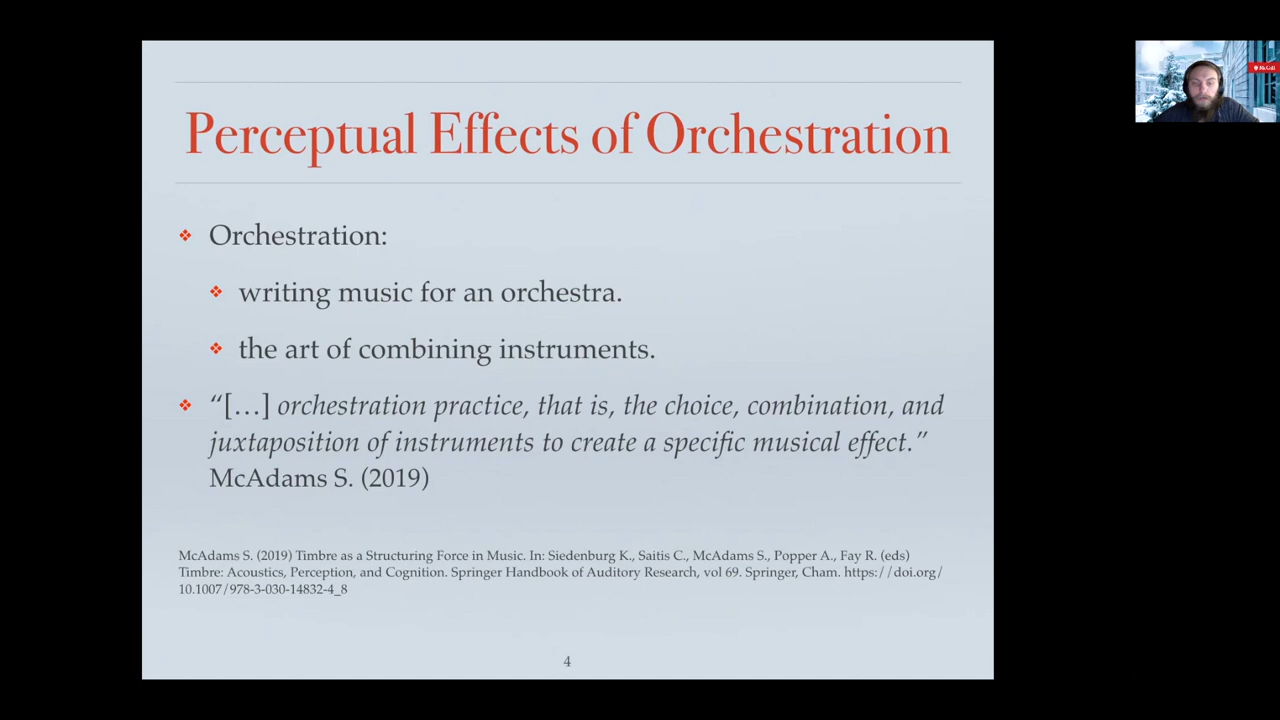 Perceptual Effects of Orchestration
Orchestration:
writing music for an orchestra.
the art of combining instruments.
“[…] orchestration practice, that is, the choice, combination, and
juxtaposition of instruments to create a specific musical effect.”
McAdams S. (2019)
McAdams S. (2019) Timbre as a Structuring Force in Music. In: Siedenburg K., Saitis C., McAdams S., Popper A., Fay R. (eds)
Timbre: Acoustics, Perception, and Cognition. Springer Handbook of Auditory Research, vol 69. Springer, Cham. https://doi.org/
10.1007/978-3-030-14832-4_8
4
McGill